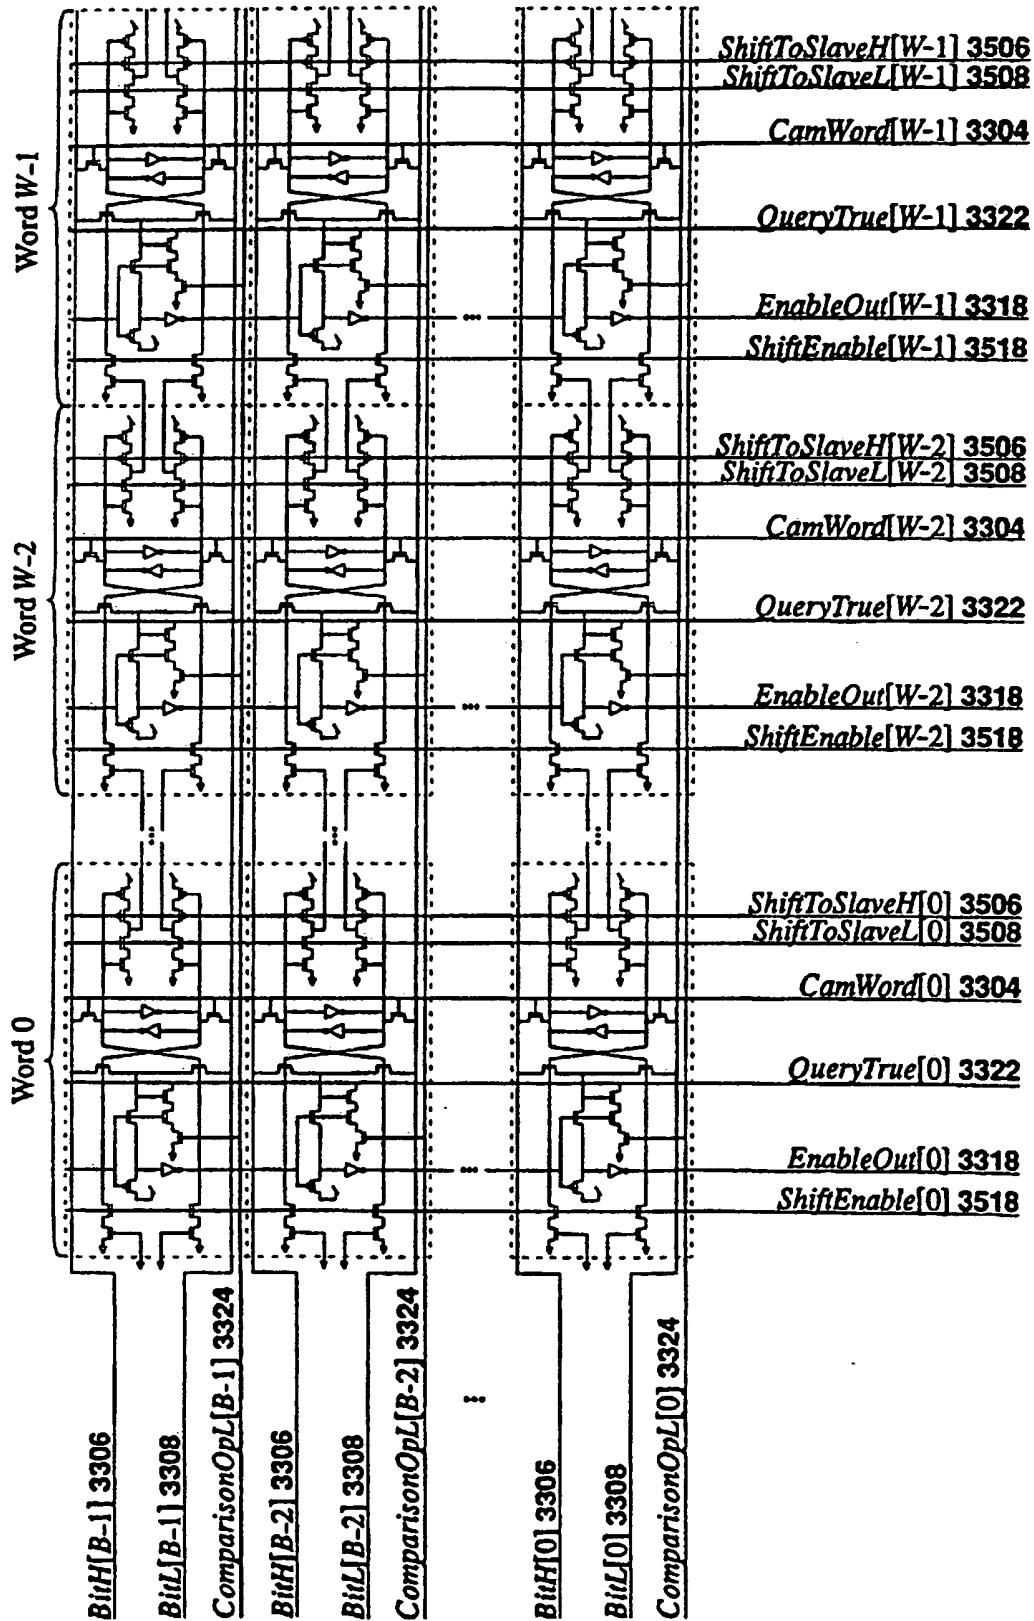 Word W-1
ShiftToSlaveH[W-1] 3506
ShiftToSlaveL[W-1] 3508
CamWord[W-1] 3304
QueryTrue[W-1] 3322
EnableOut[W-1] 3318
...
ShiftEnable[W-1] 3518
Word W-2
ShiftToSlaveH[W-2] 3506
ShiftToSlaveL[W-2] 3508
CamWord[W-2] 3304
QueryTrue[W-2] 3322
EnableOut[W-2] 3318
...
ShiftEnable[W-2] 3518
... ... ... ...
Word 0
ShiftToSlaveH[0] 3506
ShiftToSlaveL[0] 3508
CamWord[0] 3304
QueryTrue[0] 3322
EnableOut[0] 3318
...
ShiftEnable[0] 3518
BitH[B-1] 3306
BitL[B-1] 3308
ComparisonOpL[B-1] 3324
BitH[B-2] 3306
BitL[B-2] 3308
ComparisonOpL[B-2] 3324
...
BitH[0] 3306
BitL[0] 3308
ComparisonOpL[0] 3324